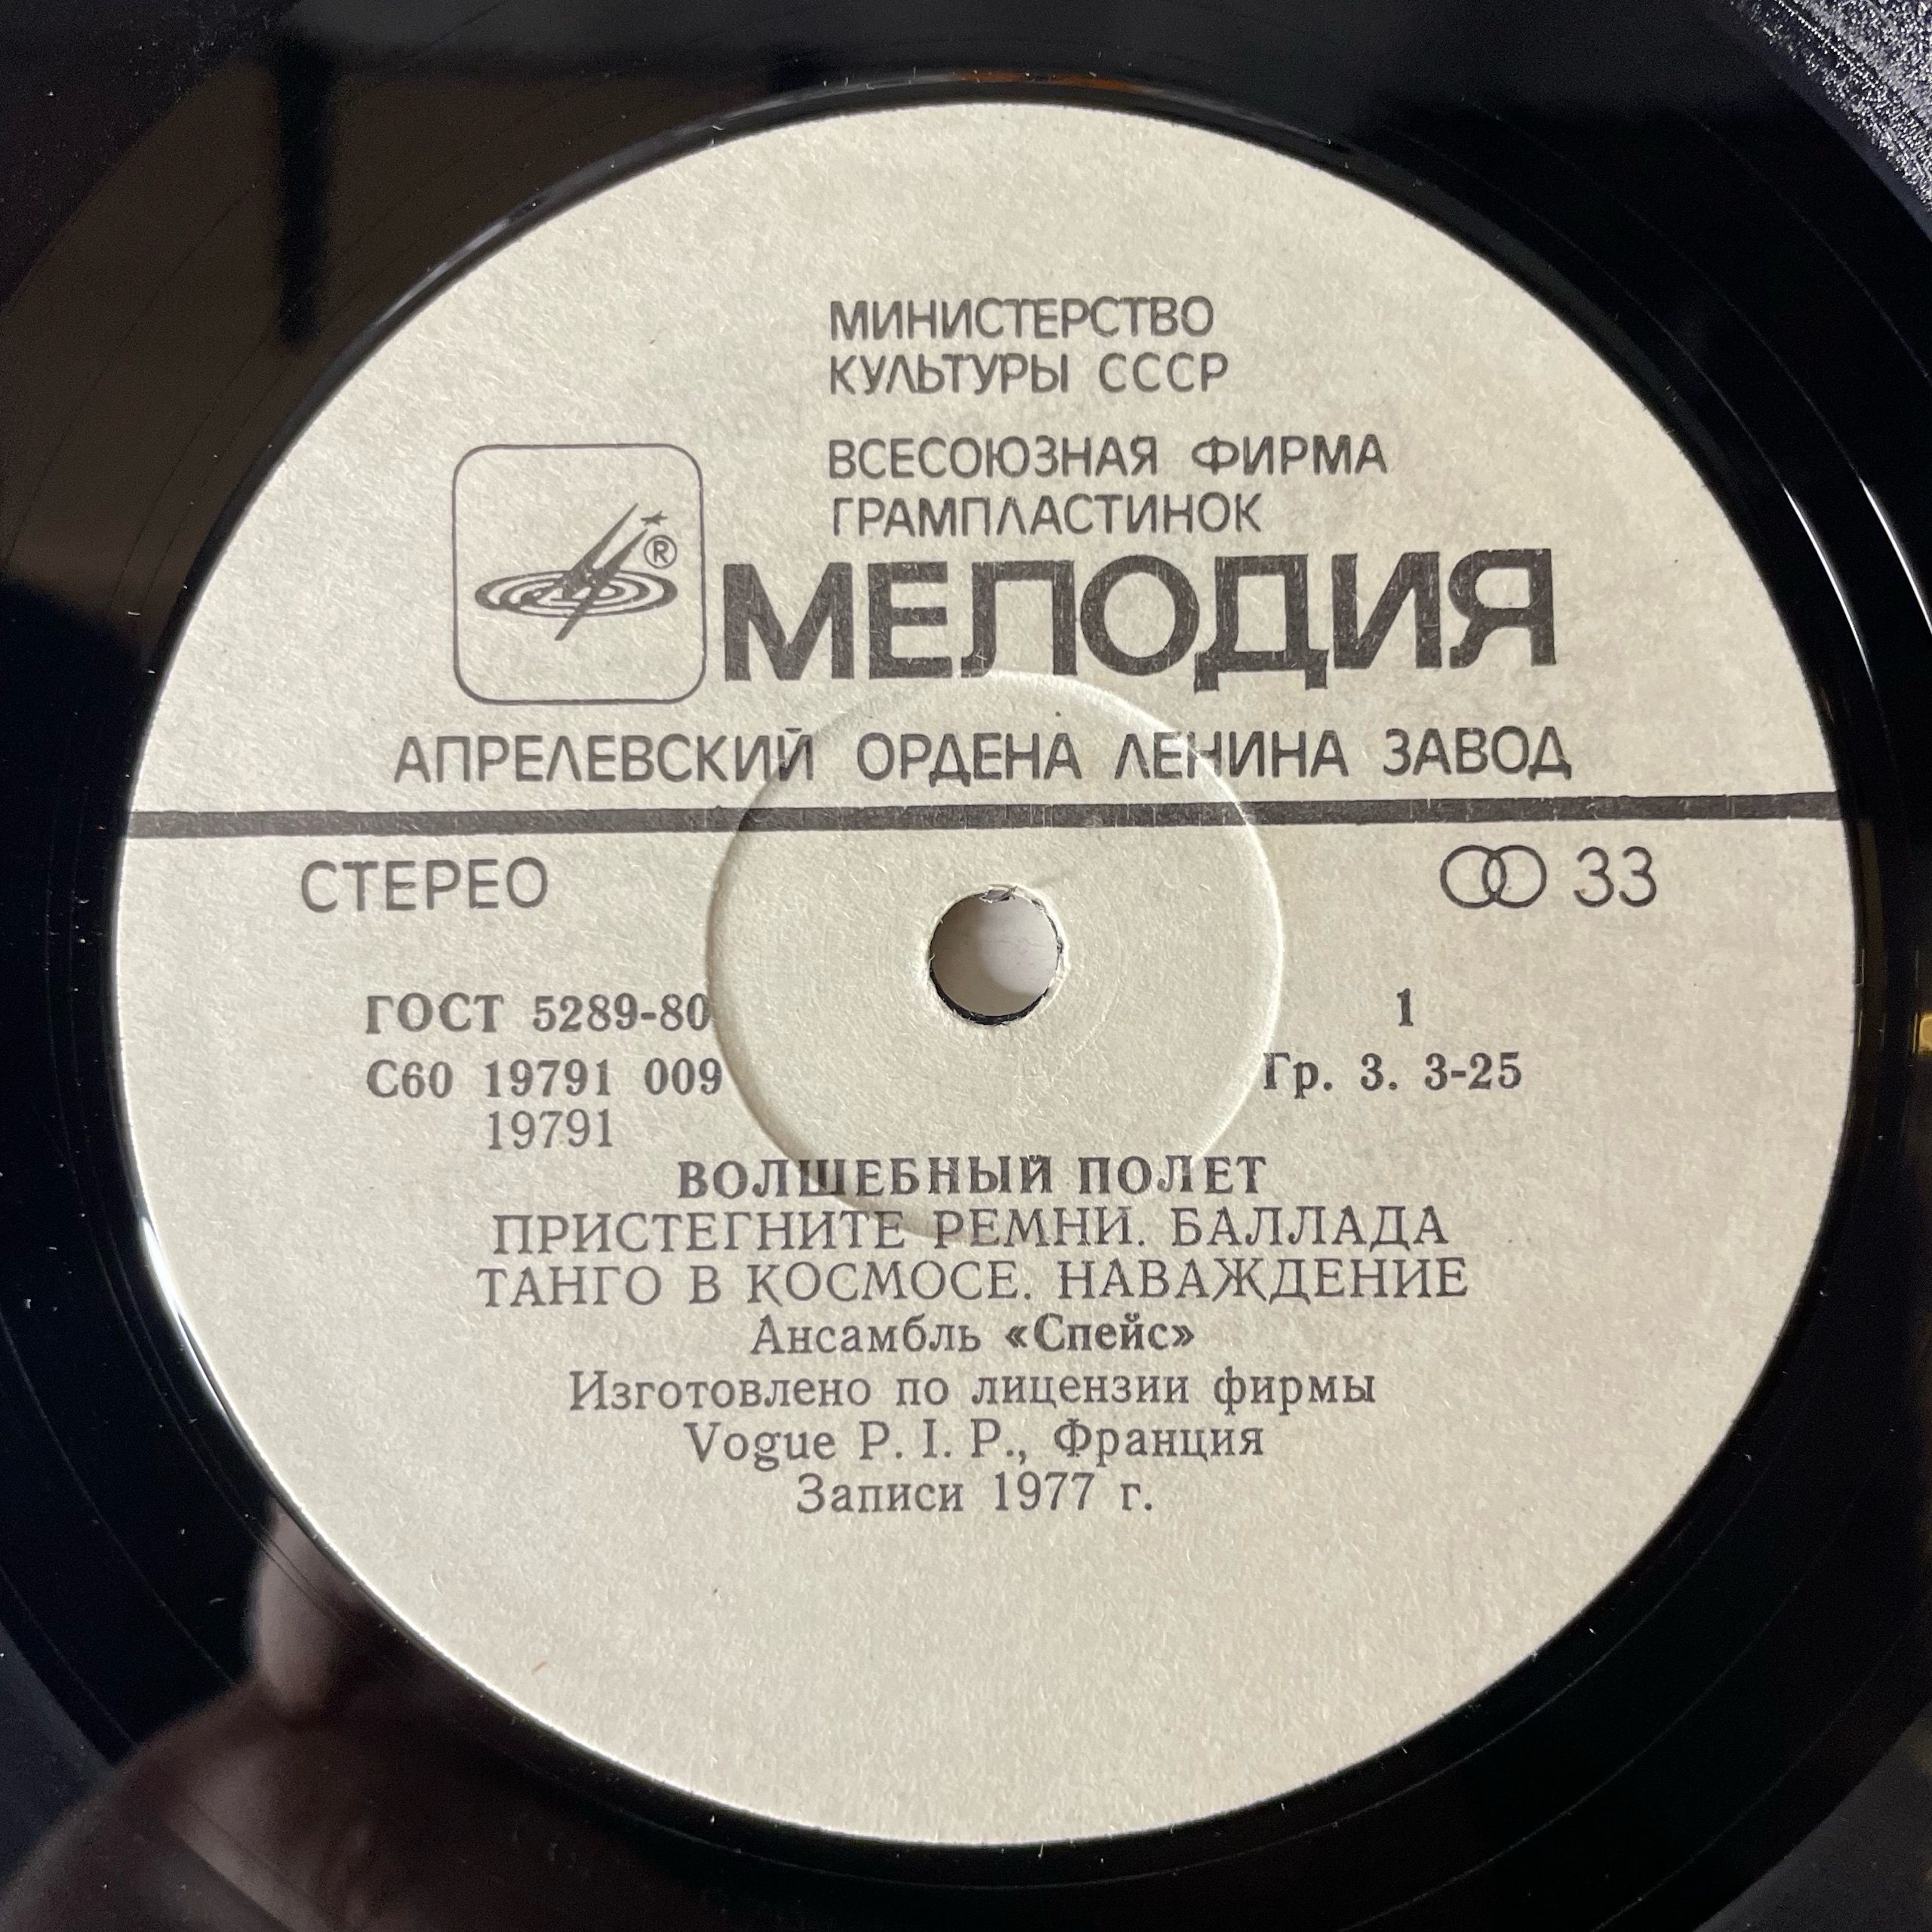 МИНИСТЕРСТВО
КУЛЬТУРЫ СССР
ВСЕСОЮЗНАЯ ФИРМА
ГРАМПЛАСТИНОК
®
МЕЛОДИЯ
АПРЕЛЕВСКИЙ ОРДЕНА ЛЕНИНА ЗАВОД
СТЕРЕО 33
ГОСТ 5289-80 1
С60 19791 009 Гр. 3. 3-25
19791
ВОЛШЕБНЫЙ ПОЛЕТ
ПРИСТЕГНИТЕ РЕМНИ. БАЛЛАДА
ТАНГО В КОСМОСЕ. НАВАЖДЕНИЕ
Ансамбль «Спейс»
Изготовлено по лицензии фирмы
Vogue P. I. P., Франция
Записи 1977 г.